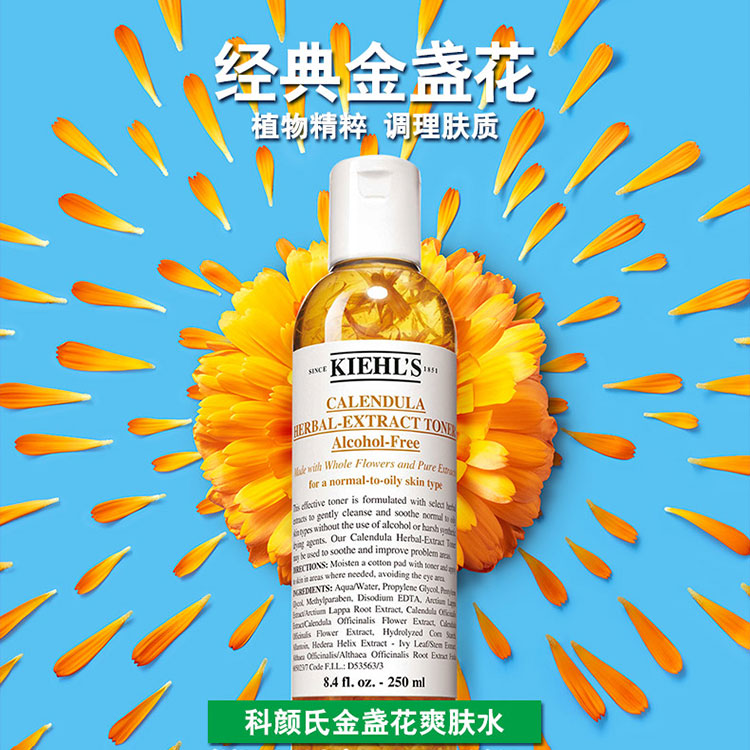 经典金盏花
植物精粹 调理肤质
SINCE KIEHL'S 1851
CALENDULA
HERBAL-EXTRACT TONER
Alcohol-Free
Made with Whole Flowers and Pure Extracts
for a normal-to-oily skin type
This effective toner is formulated with select herbal
extracts to gently cleanse and soothe normal to oily
skin types without the use of alcohol or harsh synthetic
drying agents. Our Calendula Herbal-Extract Toner
may be used to soothe and improve problem areas.
DIRECTIONS: Moisten a cotton pad with toner and
to skin in areas where needed, avoiding the eye area.
INGREDIENTS: Aqua/Water, Propylene Glycol,
Glycol, Methylparaben, Disodium EDTA, Arctium Lappa
Extract/Arctium Lappa Root Extract, Calendula Officinalis
Extract/Calendula Officinalis Flower Extract,
Officinalis Flower Extract, Hydrolyzed Corn Starch,
Allantoin, Hedera Helix Extract - Ivy Leaf/Stem Extract,
Althaea Officinalis/Althaea Officinalis Root Extract
Code F.I.L.: D53563/3
8.4 fl. oz. - 250 ml
科颜氏金盏花爽肤水